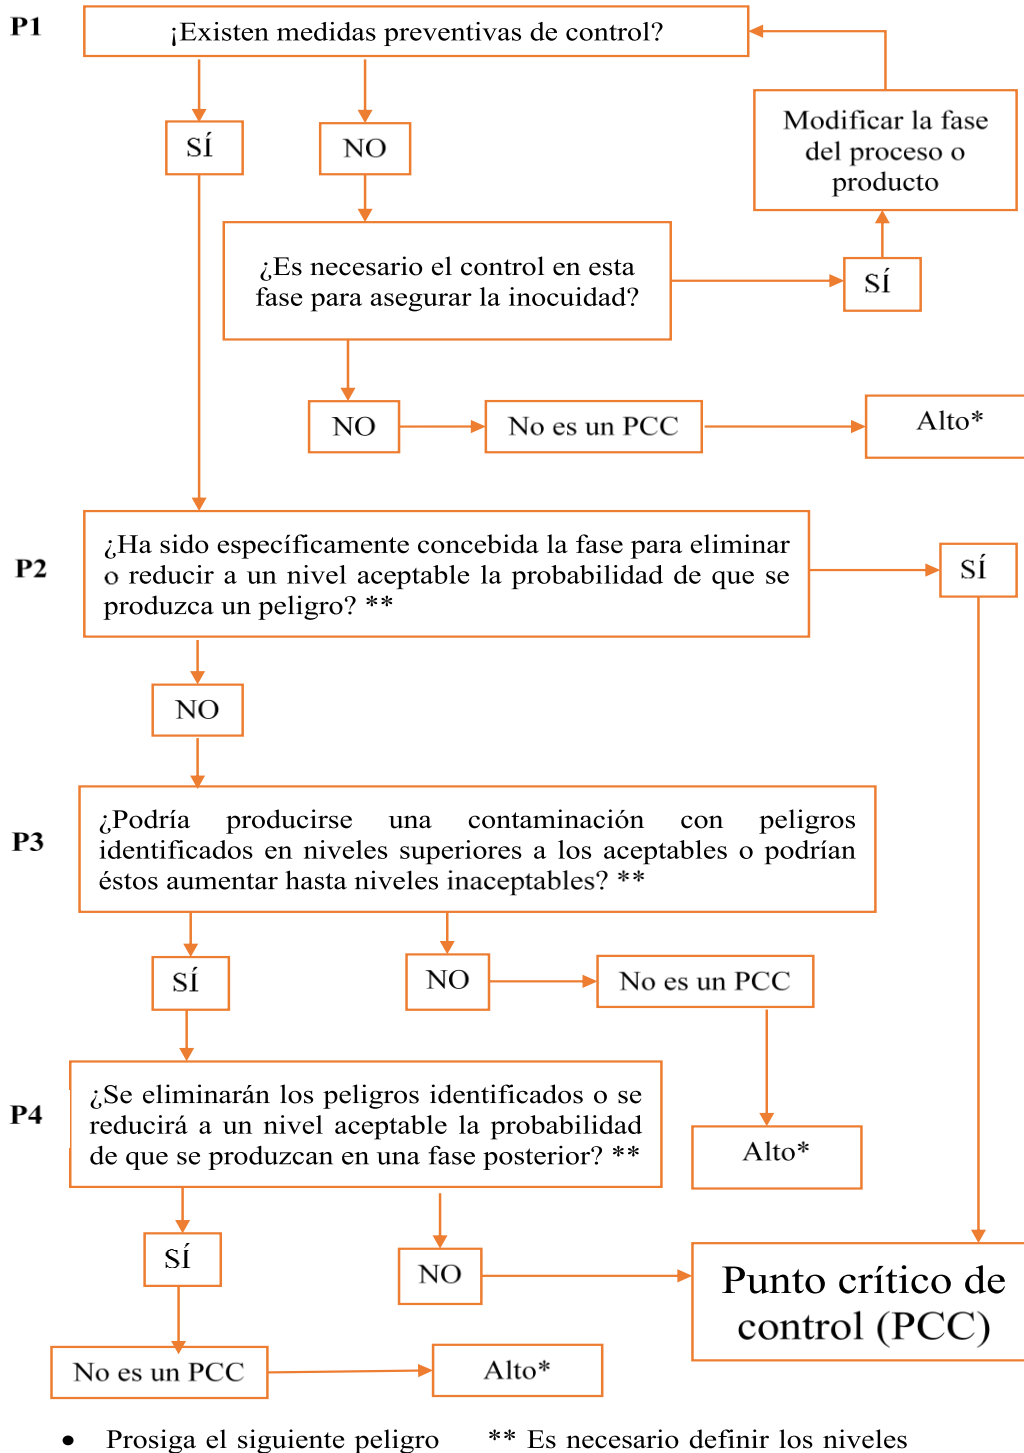 P1
¡Existen medidas preventivas de control?
SÍ
NO
Modificar la fase
del proceso o
producto
¿Es necesario el control en esta
fase para asegurar la inocuidad?
SÍ
NO
No es un PCC
Alto*
P2
¿Ha sido específicamente concebida la fase para eliminar
o reducir a un nivel aceptable la probabilidad de que se
produzca un peligro? **
SÍ
NO
P3
¿Podría producirse una contaminación con peligros
identificados en niveles superiores a los aceptables o podrían
éstos aumentar hasta niveles inaceptables? **
SÍ
NO
No es un PCC
Alto*
P4
¿Se eliminarán los peligros identificados o se
reducirá a un nivel aceptable la probabilidad
de que se produzcan en una fase posterior? **
SÍ
NO
Punto crítico de
control (PCC)
No es un PCC
Alto*
• Prosiga el siguiente peligro ** Es necesario definir los niveles